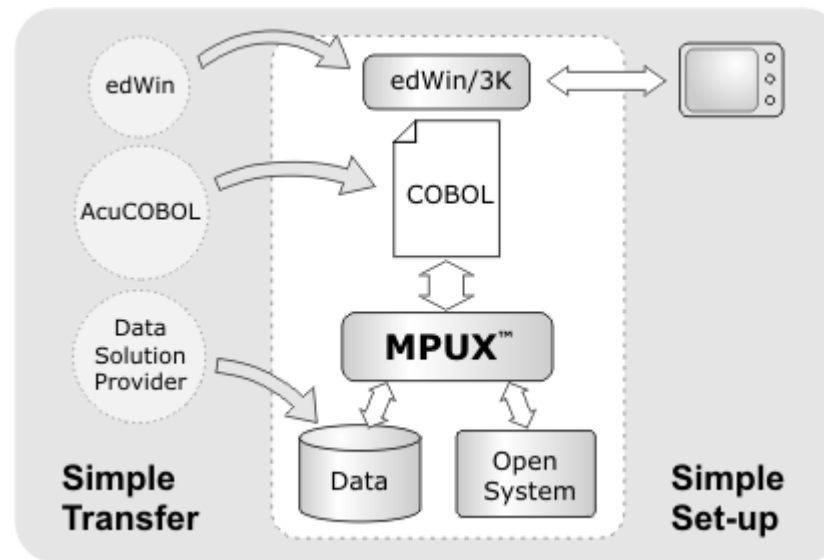 edWin
edWin/3K
AcuCOBOL
COBOL
Data
Solution
Provider
MPUX™
Data
Open
System
Simple
Transfer
Simple
Set-up